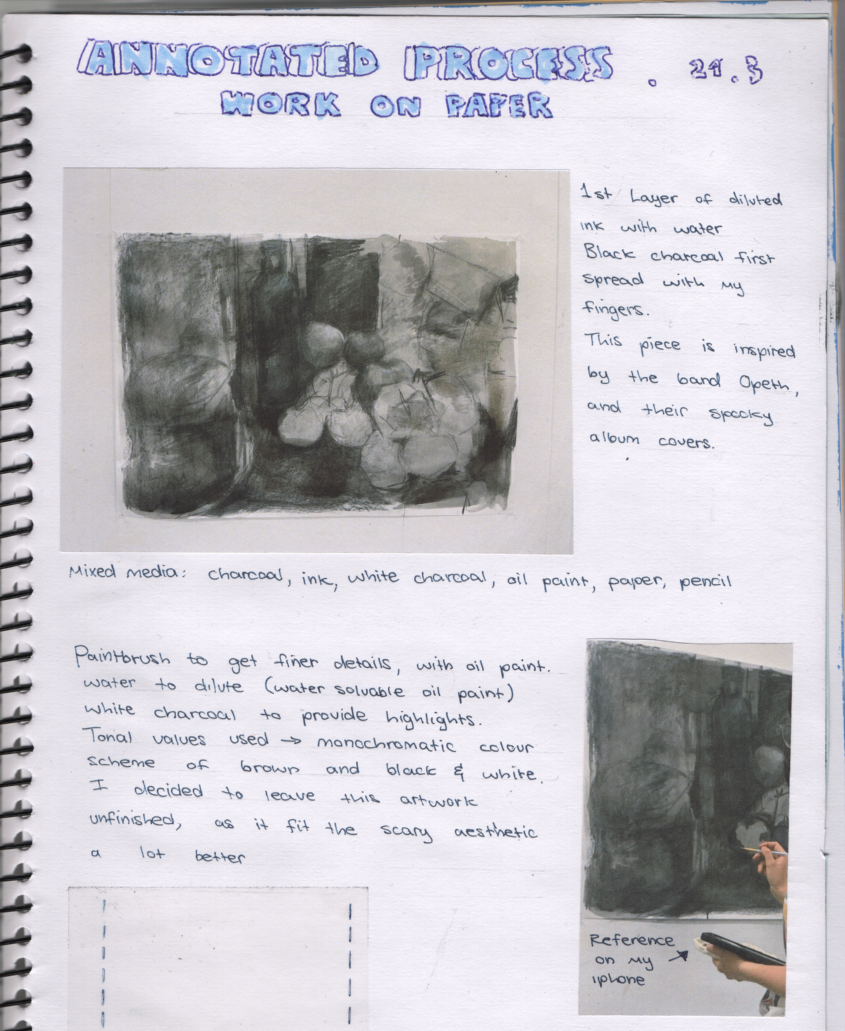 ANNOTATED PROCESS . 29.3
WORK ON PAPER
1st Layer of diluted
ink with water
Black charcoal first
spread with my
fingers.
This piece is inspired
by the band Opeth,
and their spooky
album covers.
Mixed media: charcoal, ink, white charcoal, oil paint, paper, pencil
Paintbrush to get finer details, with oil paint.
water to dilute (water soluable oil paint)
white charcoal to provide highlights.
Tonal values used → monochromatic colour
scheme of brown and black & white.
I decided to leave this artwork
unfinished, as it fit the scary aesthetic
a lot better
Reference
on my
iphone